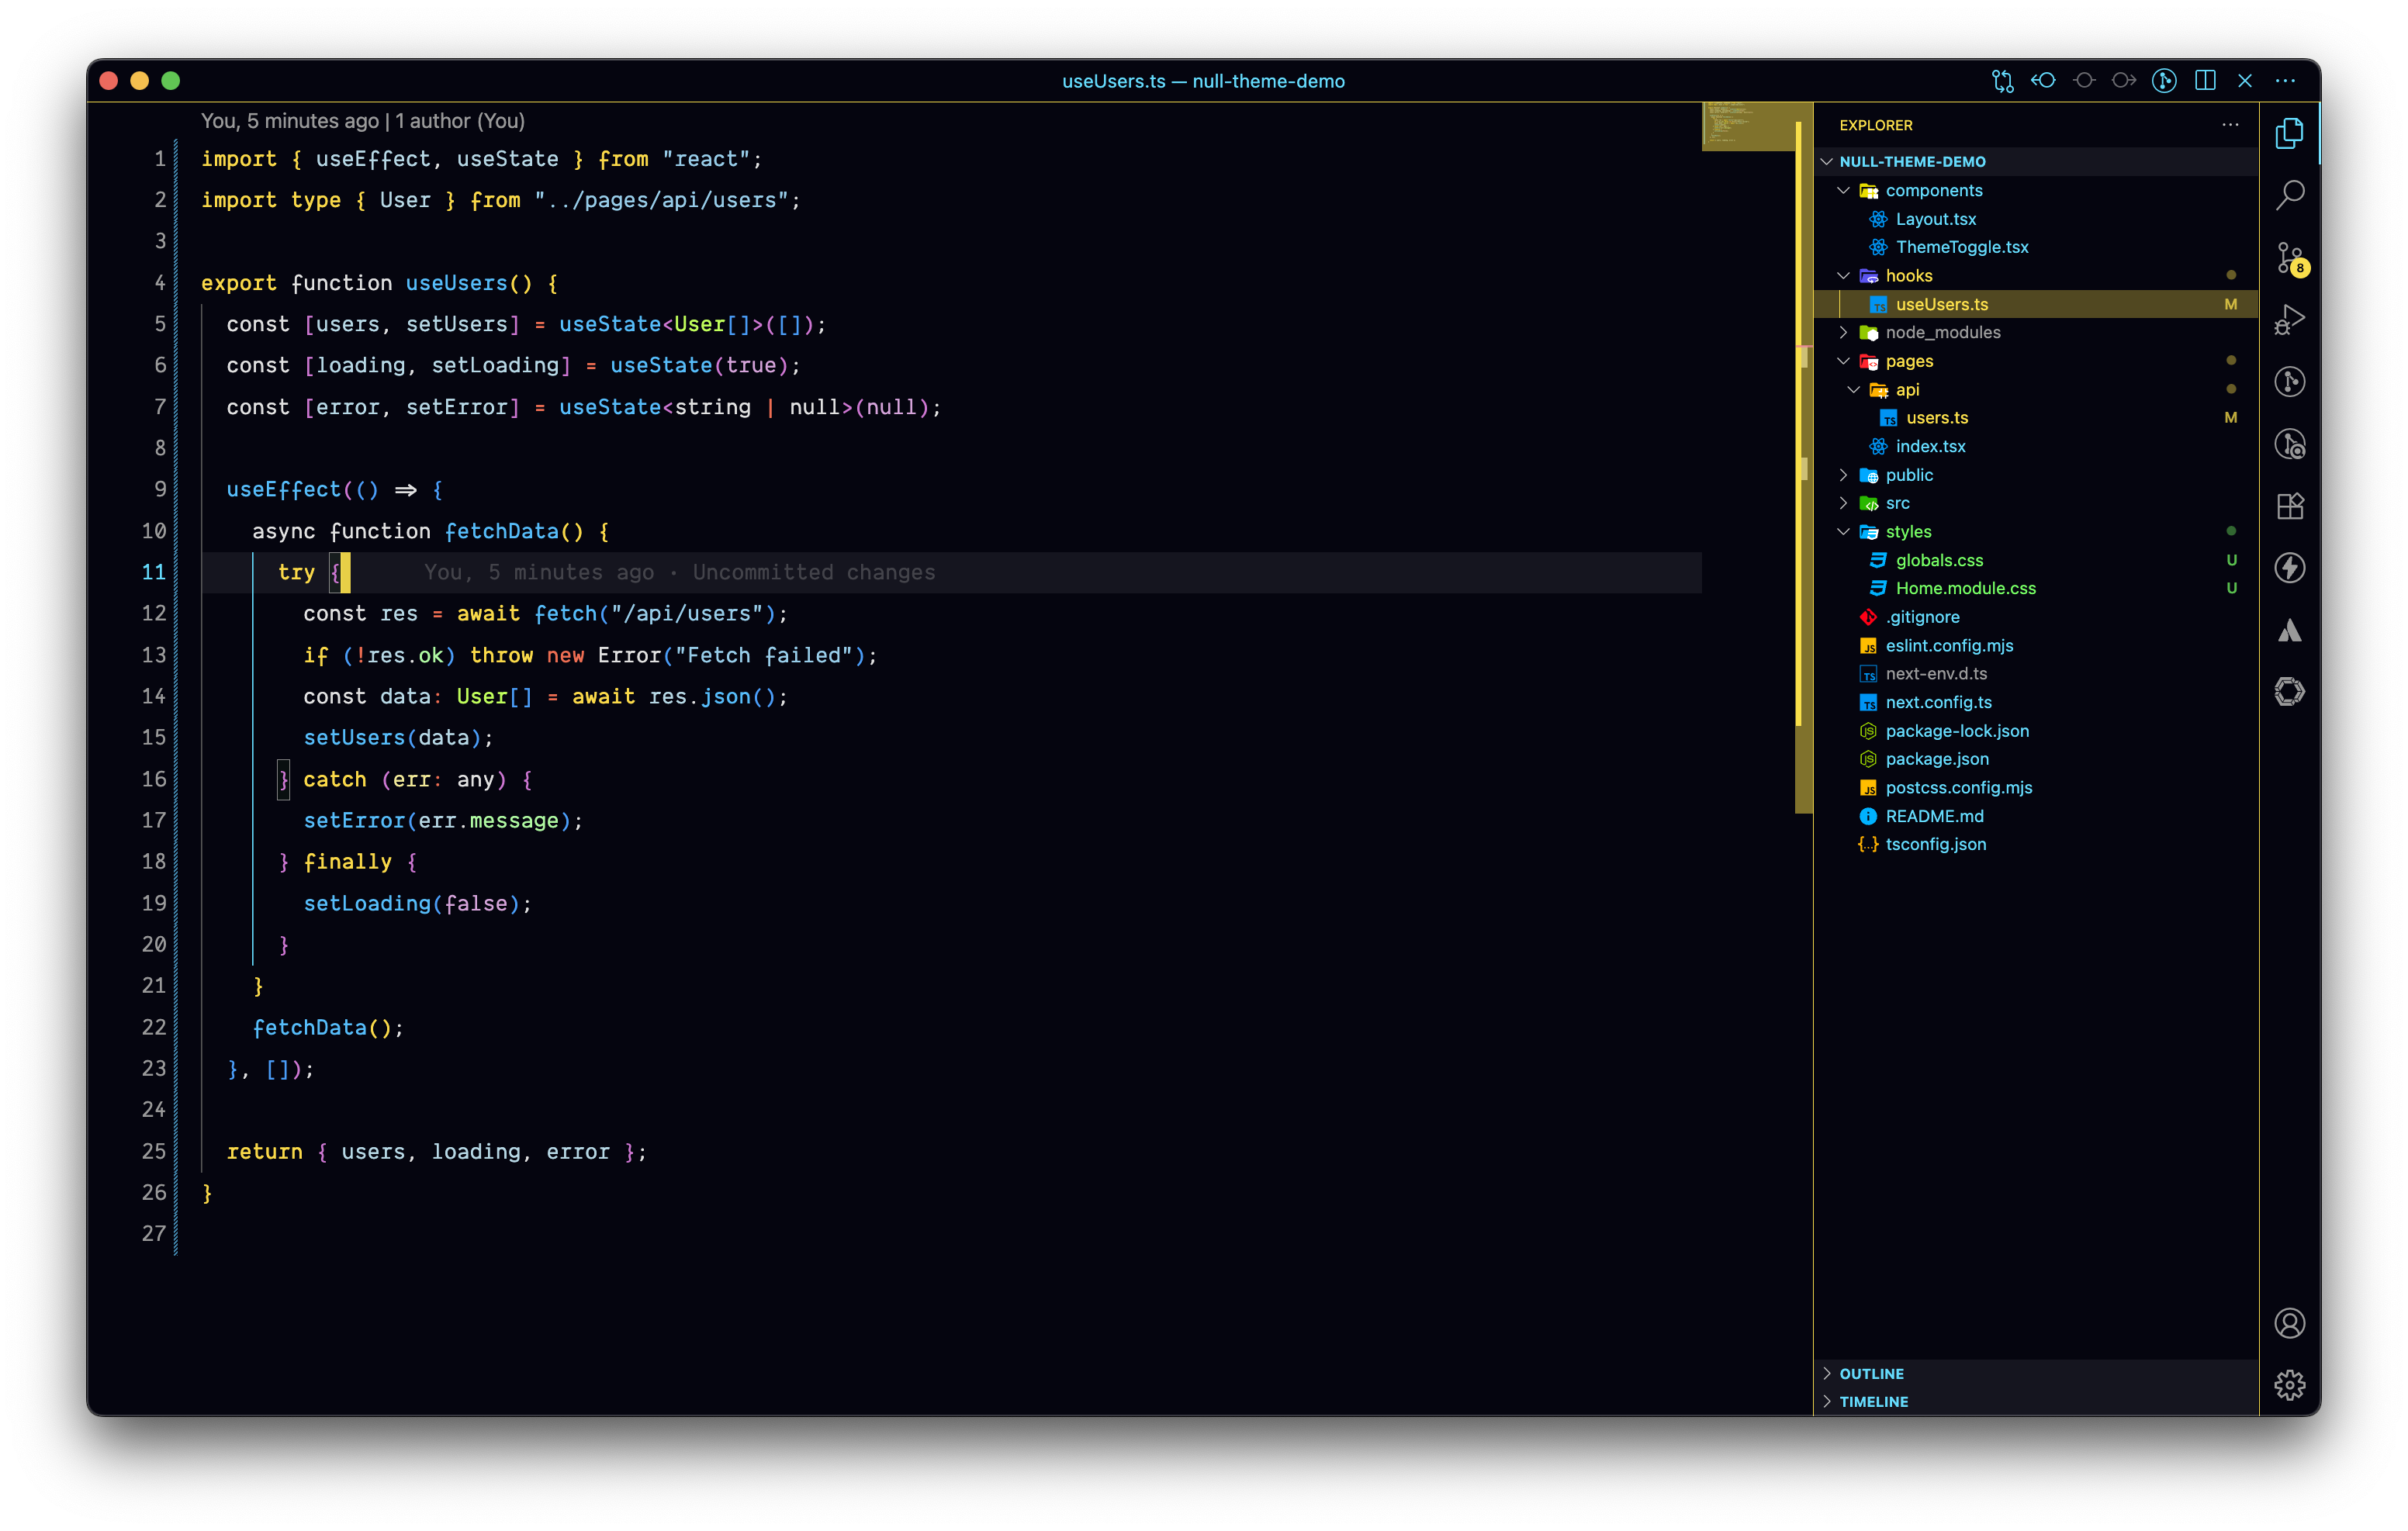 useUsers.ts — null-theme-demo
You, 5 minutes ago | 1 author (You)
1 import { useEffect, useState } from "react";
2 import type { User } from "../pages/api/users";
3
4 export function useUsers() {
5 const [users, setUsers] = useState<User[]>([]);
6 const [loading, setLoading] = useState(true);
7 const [error, setError] = useState<string | null>(null);
8
9 useEffect(() => {
10 async function fetchData() {
11 try { You, 5 minutes ago · Uncommitted changes
12 const res = await fetch("/api/users");
13 if (!res.ok) throw new Error("Fetch failed");
14 const data: User[] = await res.json();
15 setUsers(data);
16 } catch (err: any) {
17 setError(err.message);
18 } finally {
19 setLoading(false);
20 }
21 }
22 fetchData();
23 }, []);
24
25 return { users, loading, error };
26 }
27
EXPLORER
NULL-THEME-DEMO
components
Layout.tsx
ThemeToggle.tsx
hooks
TS useUsers.ts M
node_modules
pages
api
TS users.ts M
index.tsx
public
src
styles
globals.css U
Home.module.css U
.gitignore
JS eslint.config.mjs
TS next-env.d.ts
TS next.config.ts
JS package-lock.json
JS package.json
JS postcss.config.mjs
README.md
{...} tsconfig.json
OUTLINE
TIMELINE
8